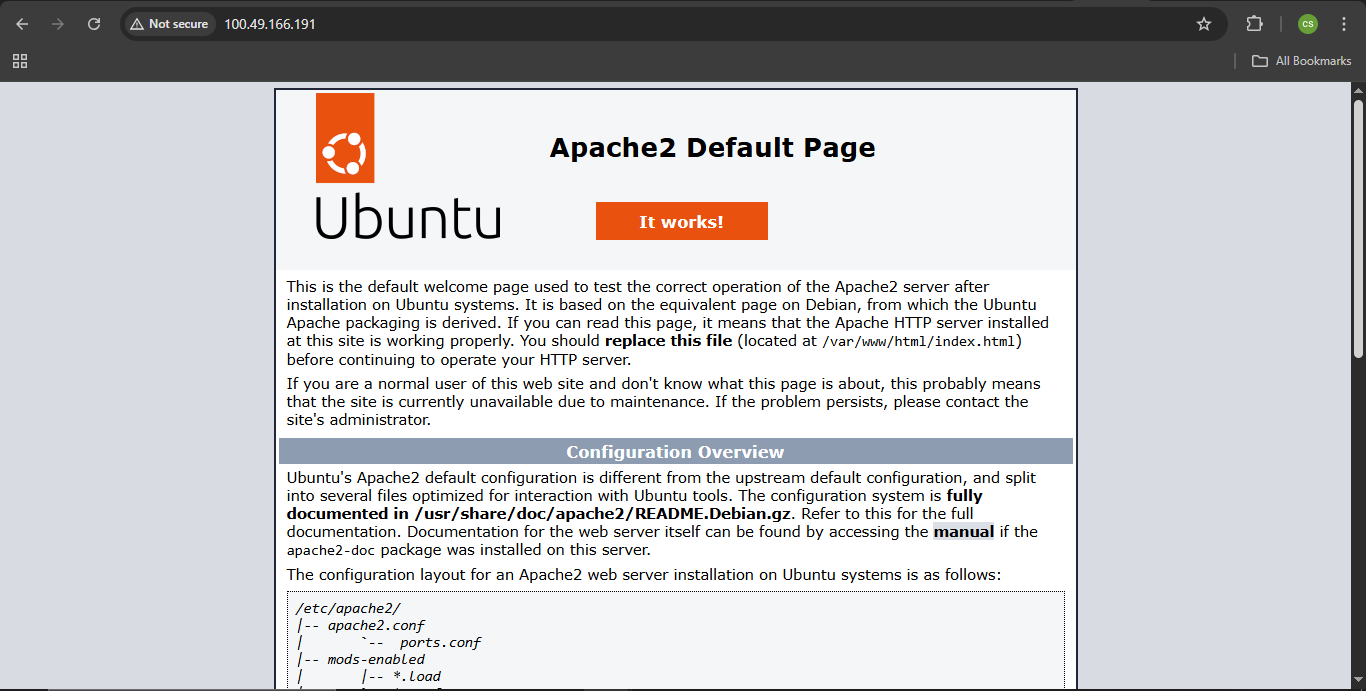 Not secure
100.49.166.191
cs
All Bookmarks
Apache2 Default Page
Ubuntu
It works!
This is the default welcome page used to test the correct operation of the Apache2 server after
installation on Ubuntu systems. It is based on the equivalent page on Debian, from which the Ubuntu
Apache packaging is derived. If you can read this page, it means that the Apache HTTP server installed
at this site is working properly. You should replace this file (located at /var/www/html/index.html)
before continuing to operate your HTTP server.
If you are a normal user of this web site and don't know what this page is about, this probably means
that the site is currently unavailable due to maintenance. If the problem persists, please contact the
site's administrator.
Configuration Overview
Ubuntu's Apache2 default configuration is different from the upstream default configuration, and split
into several files optimized for interaction with Ubuntu tools. The configuration system is fully
documented in /usr/share/doc/apache2/README.Debian.gz. Refer to this for the full
documentation. Documentation for the web server itself can be found by accessing the manual if the
apache2-doc package was installed on this server.
The configuration layout for an Apache2 web server installation on Ubuntu systems is as follows:
/etc/apache2/
|-- apache2.conf
|       `--  ports.conf
|-- mods-enabled
|       |-- *.load